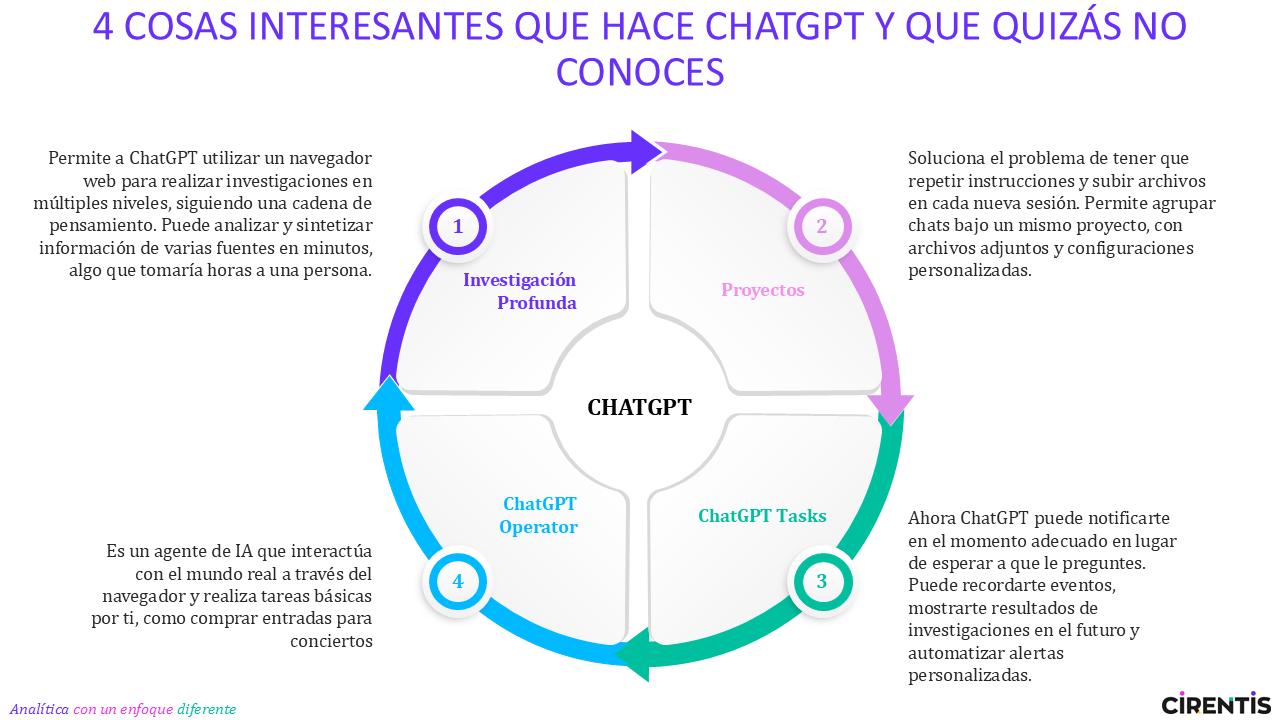 4 COSAS INTERESANTES QUE HACE CHATGPT Y QUE QUIZÁS NO
CONOCES
Permite a ChatGPT utilizar un navegador
web para realizar investigaciones en
múltiples niveles, siguiendo una cadena de
pensamiento. Puede analizar y sintetizar
información de varias fuentes en minutos,
algo que tomaría horas a una persona.
1
Investigación
Profunda
2
Proyectos
Soluciona el problema de tener que
repetir instrucciones y subir archivos
en cada nueva sesión. Permite agrupar
chats bajo un mismo proyecto, con
archivos adjuntos y configuraciones
personalizadas.
CHATGPT
ChatGPT
Operator
4
Es un agente de IA que interactúa
con el mundo real a través del
navegador y realiza tareas básicas
por ti, como comprar entradas para
conciertos
ChatGPT Tasks
3
Ahora ChatGPT puede notificarte
en el momento adecuado en lugar
de esperar a que le preguntes.
Puede recordarte eventos,
mostrarte resultados de
investigaciones en el futuro y
automatizar alertas
personalizadas.
Analítica con un enfoque diferente
CIRENTIS